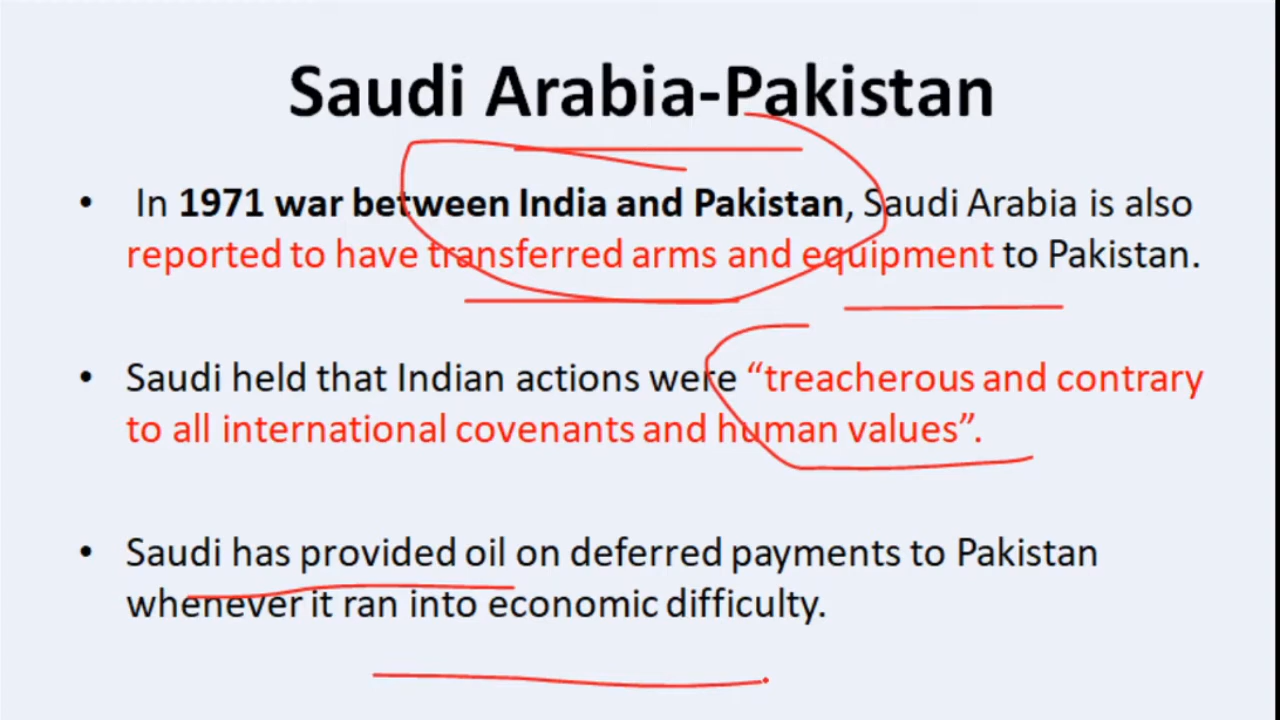 Saudi Arabia-Pakistan
• In 1971 war between India and Pakistan, Saudi Arabia is also
reported to have transferred arms and equipment to Pakistan.
• Saudi held that Indian actions were “treacherous and contrary
to all international covenants and human values”.
• Saudi has provided oil on deferred payments to Pakistan
whenever it ran into economic difficulty.